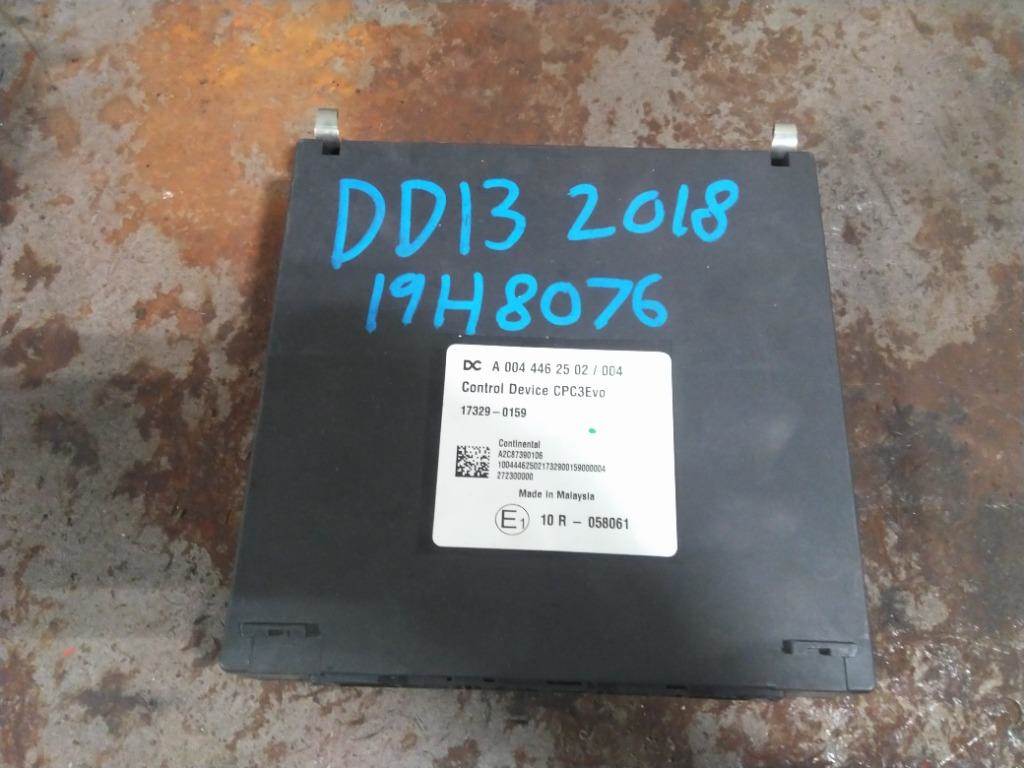 DD13 2018
19H8076
DC A 004 446 25 02 / 004
Control Device CPC3Evo
17329-0159
Continental
A2C87390106
10044462502173290015900004
272300000
Made in Malaysia
E1 10 R - 058061